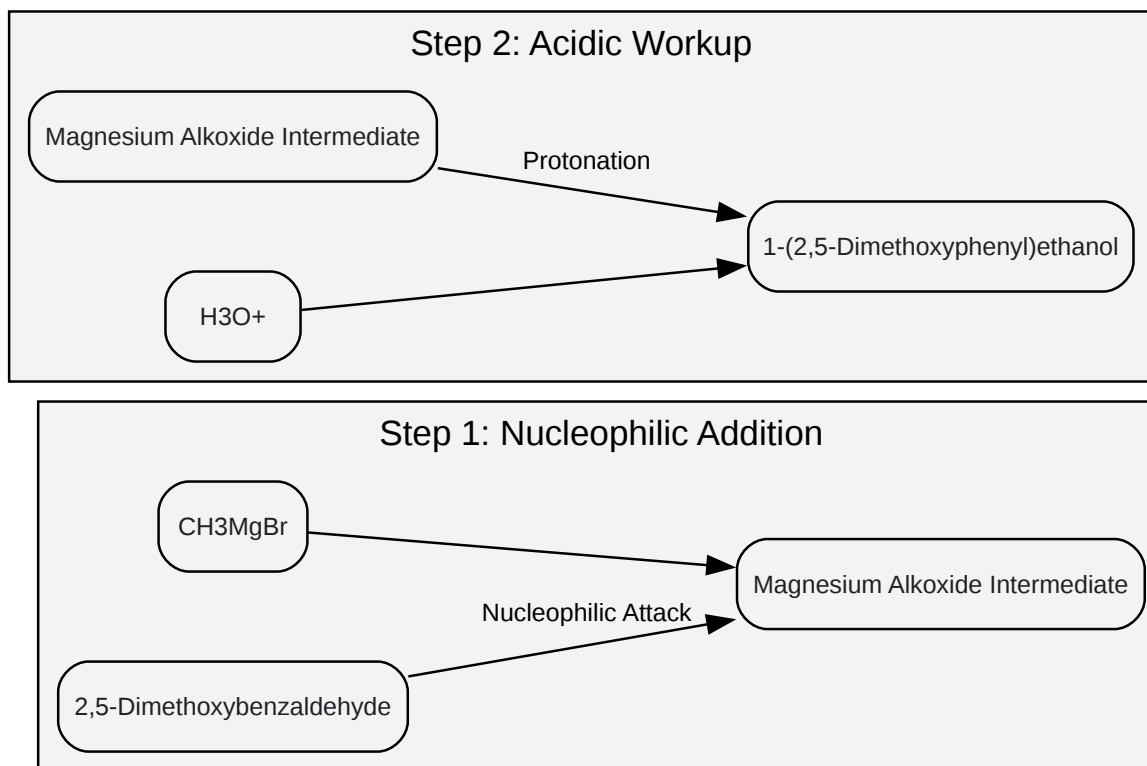 Step 2: Acidic Workup
Magnesium Alkoxide Intermediate
Protonation
1-(2,5-Dimethoxyphenyl)ethanol
H3O+
Step 1: Nucleophilic Addition
CH3MgBr
Magnesium Alkoxide Intermediate
Nucleophilic Attack
2,5-Dimethoxybenzaldehyde